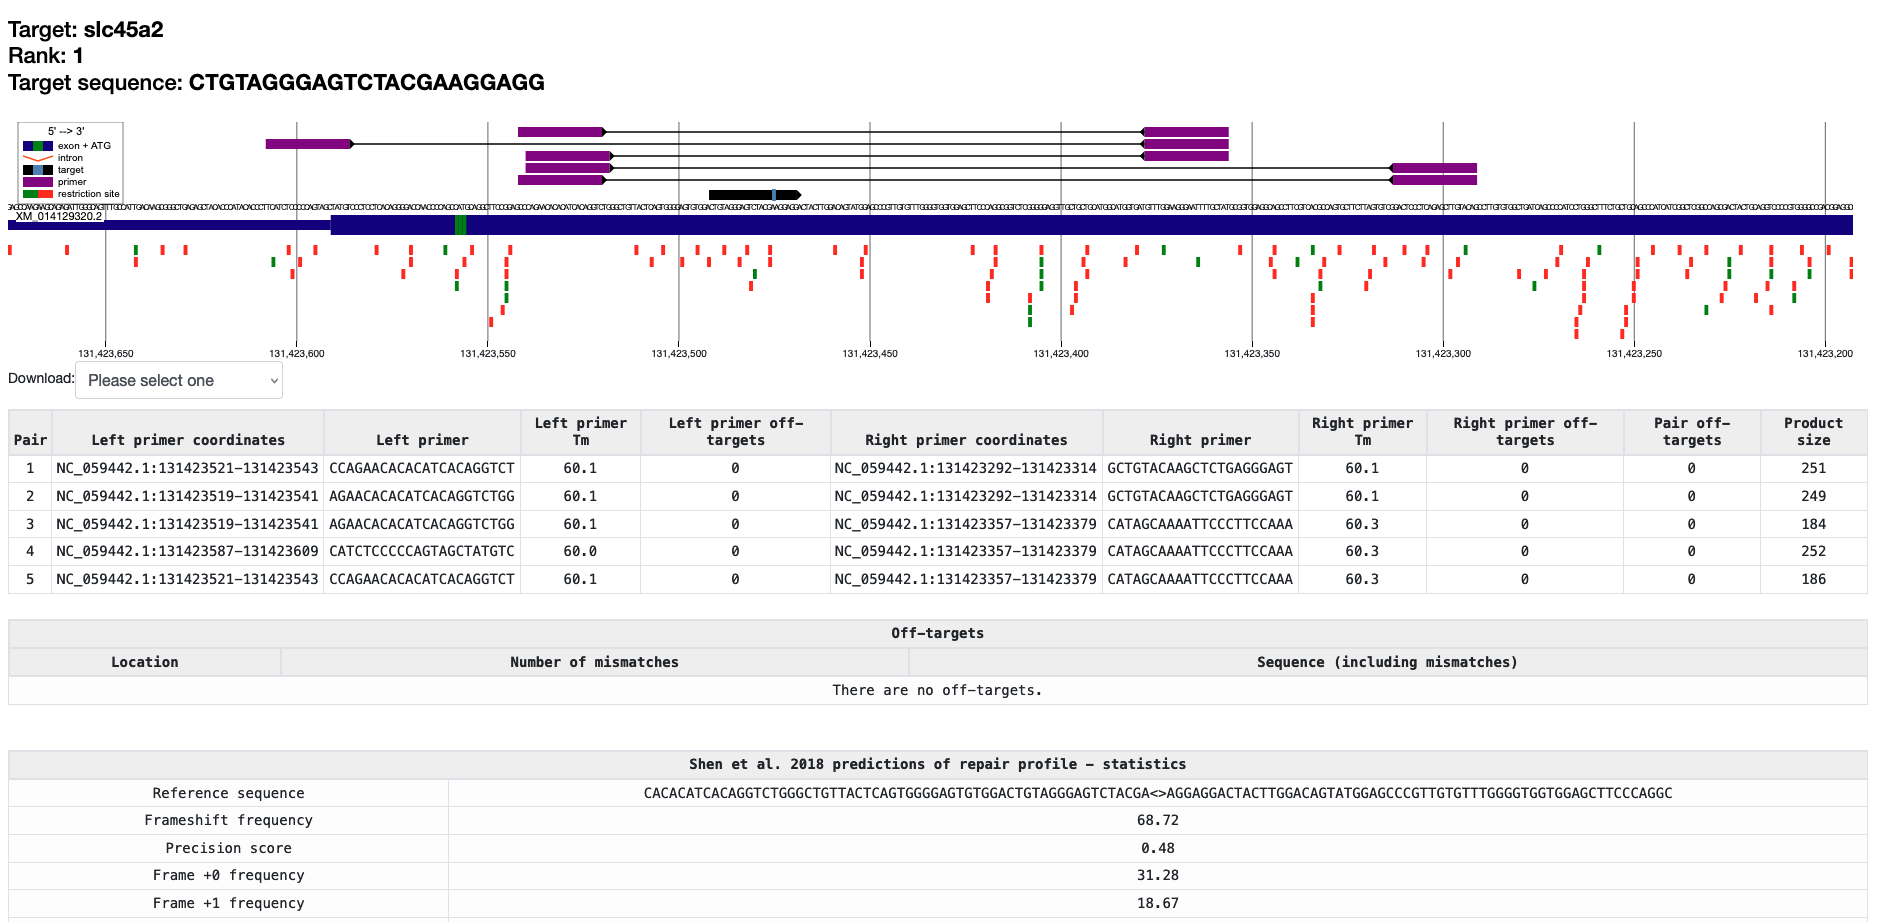 Target: slc45a2
Rank: 1
Target sequence: CTGTAGGGAGTCTACGAAGGAGG
5' --> 3'
exon + ATG
intron
target
primer
restriction site
XM_014129320.2
131,423,650 131,423,600 131,423,550 131,423,500 131,423,450 131,423,400 131,423,350 131,423,300 131,423,250 131,423,200
Download: Please select one
Pair Left primer coordinates Left primer Left primer Tm Left primer off-targets Right primer coordinates Right primer Right primer Tm Right primer off-targets Pair off-targets Product size
1 NC_059442.1:131423521-131423543 CCAGAACACACATCACAGGTCT 60.1 0 NC_059442.1:131423292-131423314 GCTGTACAAGCTCTGAGGGAGT 60.1 0 0 251
2 NC_059442.1:131423519-131423541 AGAACACACATCACAGGTCTGG 60.1 0 NC_059442.1:131423292-131423314 GCTGTACAAGCTCTGAGGGAGT 60.1 0 0 249
3 NC_059442.1:131423519-131423541 AGAACACACATCACAGGTCTGG 60.1 0 NC_059442.1:131423357-131423379 CATAGCAAAATTCCCTTCCAAA 60.3 0 0 184
4 NC_059442.1:131423587-131423609 CATCTCCCCCAGTAGCTATGTC 60.0 0 NC_059442.1:131423357-131423379 CATAGCAAAATTCCCTTCCAAA 60.3 0 0 252
5 NC_059442.1:131423521-131423543 CCAGAACACACATCACAGGTCT 60.1 0 NC_059442.1:131423357-131423379 CATAGCAAAATTCCCTTCCAAA 60.3 0 0 186
Off-targets
Location Number of mismatches Sequence (including mismatches)
There are no off-targets.
Shen et al. 2018 predictions of repair profile - statistics
Reference sequence CACACATCACAGGTCTGGGCTGTTACTCAGTGGGGAGTGTGGACTGTAGGGAGTCTACGA<>AGGAGGACTACTTGGACAGTATGGAGCCCGTTGTGTTTGGGGTGGTGGAGCTTCCCAGGC
Frameshift frequency 68.72
Precision score 0.48
Frame +0 frequency 31.28
Frame +1 frequency 18.67